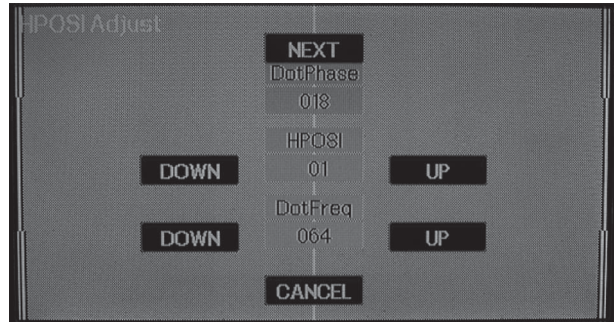 HPOSI Adjust
NEXT
DotPhase
018
HPOSI
DOWN 01 UP
DotFreq
DOWN 064 UP
CANCEL